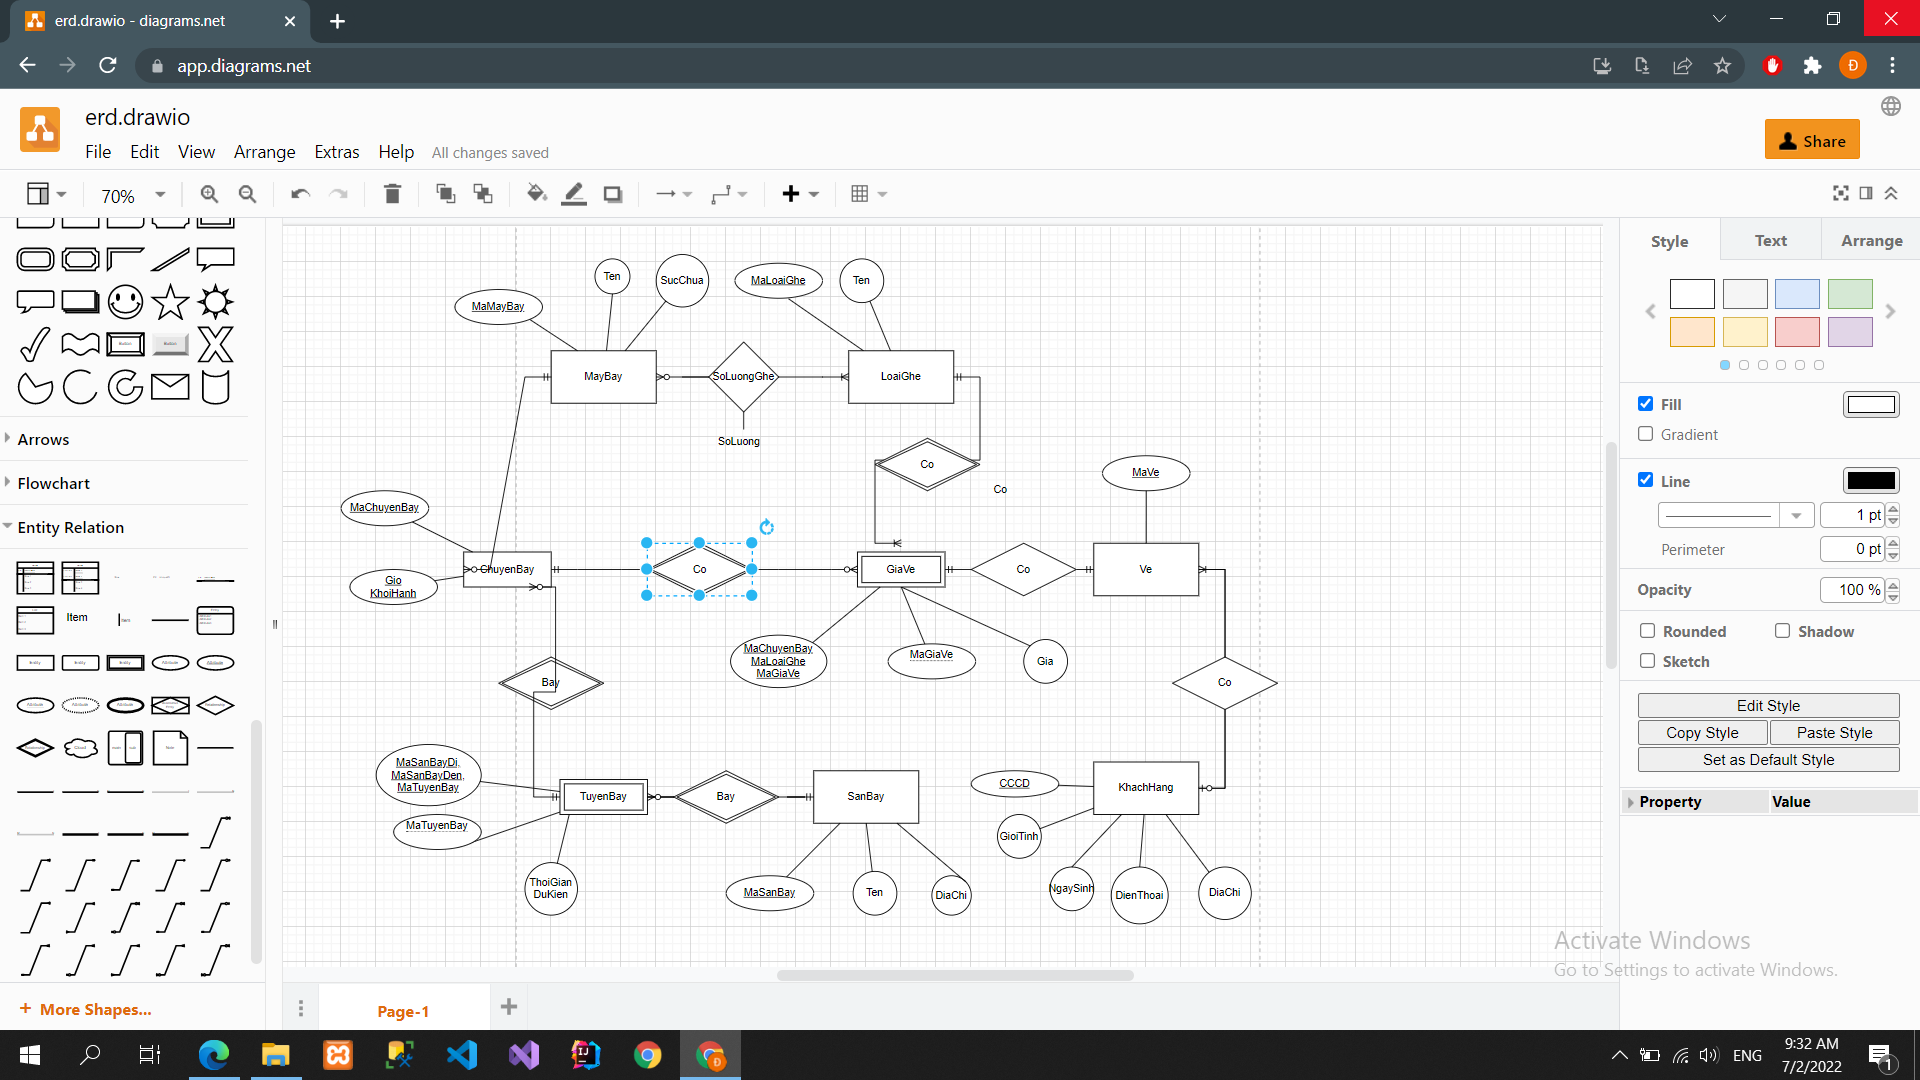 erd.drawio - diagrams.net
app.diagrams.net
Đ
erd.drawio
File Edit View Arrange Extras Help All changes saved
Share
70%
Style Text Arrange
Button
Button
Arrows
Flowchart
Entity Relation
Item
More Shapes...
Ten
SucChua
MaLoaiGhe
Ten
MaMayBay
MayBay
SoLuongGhe
LoaiGhe
SoLuong
Co
Co
MaVe
MaChuyenBay
ChuyenBay
Co
GiaVe
Co
Ve
Gio
KhoiHanh
MaChuyenBay
MaLoaiGhe
MaGiaVe
MaGiaVe
Gia
Bay
Co
MaSanBayDi,
MaSanBayDen,
MaTuyenBay
TuyenBay
Bay
SanBay
CCCD
KhachHang
MaTuyenBay
GioiTinh
ThoiGian
DuKien
MaSanBay
Ten
DiaChi
NgaySinh
DienThoai
DiaChi
Fill
Gradient
Line
1 pt
Perimeter
0 pt
Opacity
100 %
Rounded
Shadow
Sketch
Edit Style
Copy Style
Paste Style
Set as Default Style
Property
Value
Activate Windows
Go to Settings to activate Windows.
Page-1
ENG
9:32 AM
7/2/2022
1